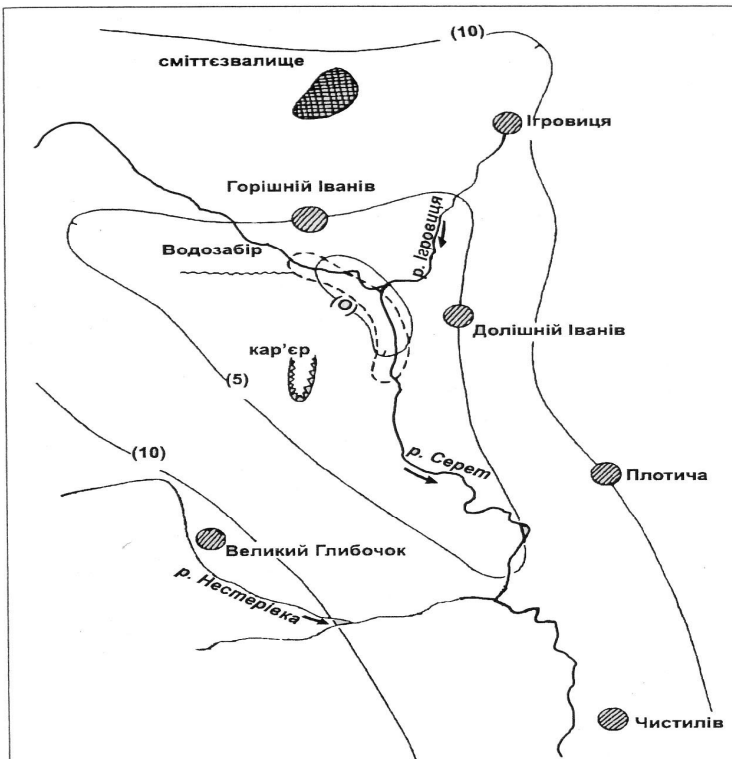 (10)
сміттєзвалище
Ігровиця
Горішній Іванів
р. Ігровиця
Водозабір
(О)
Долішній Іванів
кар'єр
(5)
(10)
р. Серет
Плотича
Великий Глибочок
р. Нестерівка
Чистилів